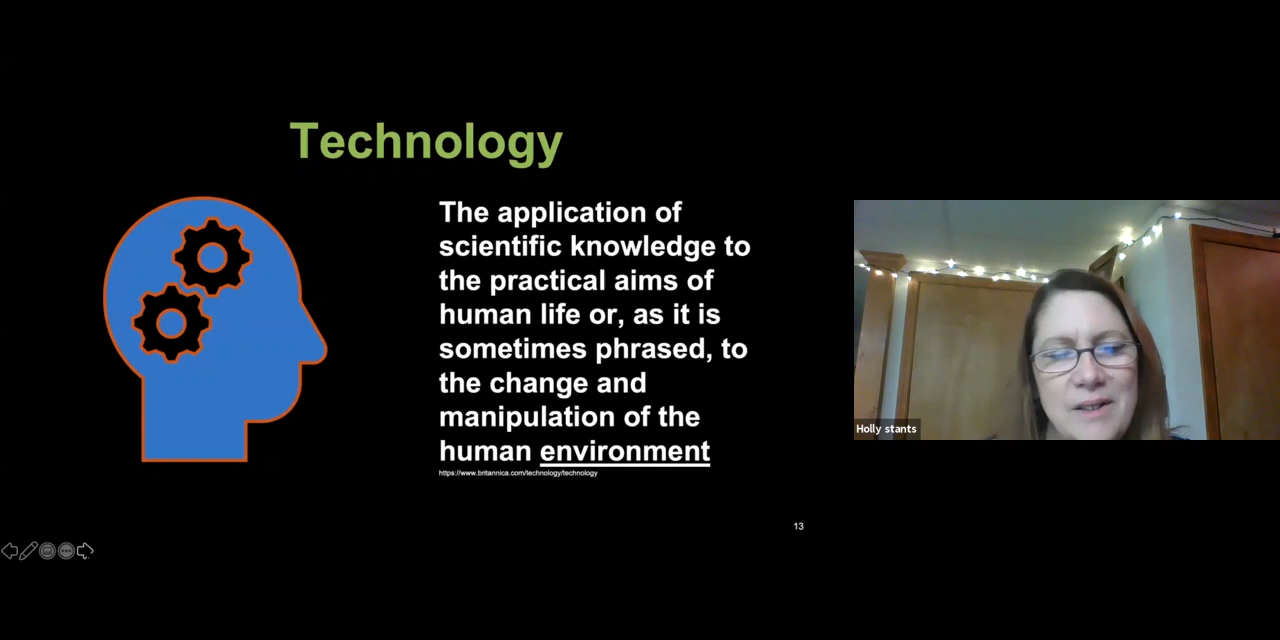 Technology
The application of
scientific knowledge to
the practical aims of
human life or, as it is
sometimes phrased, to
the change and
manipulation of the
human environment
https://www.britannica.com/technology/technology
Holly stants
13